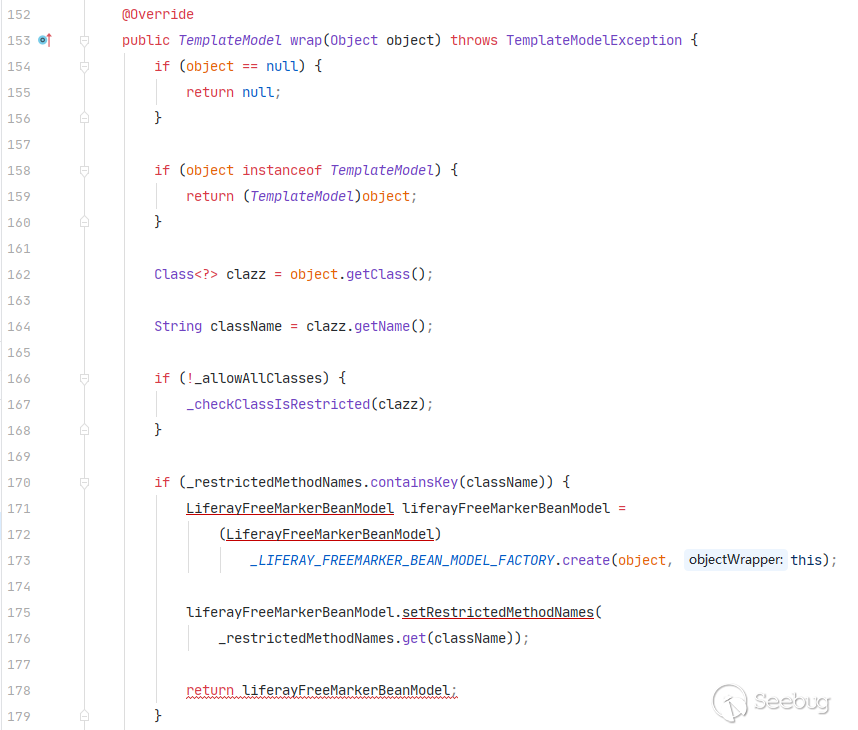 152 @Override
153 public TemplateModel wrap(Object object) throws TemplateModelException {
154 if (object == null) {
155 return null;
156 }
157
158 if (object instanceof TemplateModel) {
159 return (TemplateModel)object;
160 }
161
162 Class<?> clazz = object.getClass();
163
164 String className = clazz.getName();
165
166 if (!_allowAllClasses) {
167 _checkClassIsRestricted(clazz);
168 }
169
170 if (_restrictedMethodNames.containsKey(className)) {
171 LiferayFreeMarkerBeanModel liferayFreeMarkerBeanModel =
172 (LiferayFreeMarkerBeanModel)
173 _LIFERAY_FREEMARKER_BEAN_MODEL_FACTORY.create(object, objectWrapper: this);
174
175 liferayFreeMarkerBeanModel.setRestrictedMethodNames(
176 _restrictedMethodNames.get(className));
177
178 return liferayFreeMarkerBeanModel;
179 }
Seebug